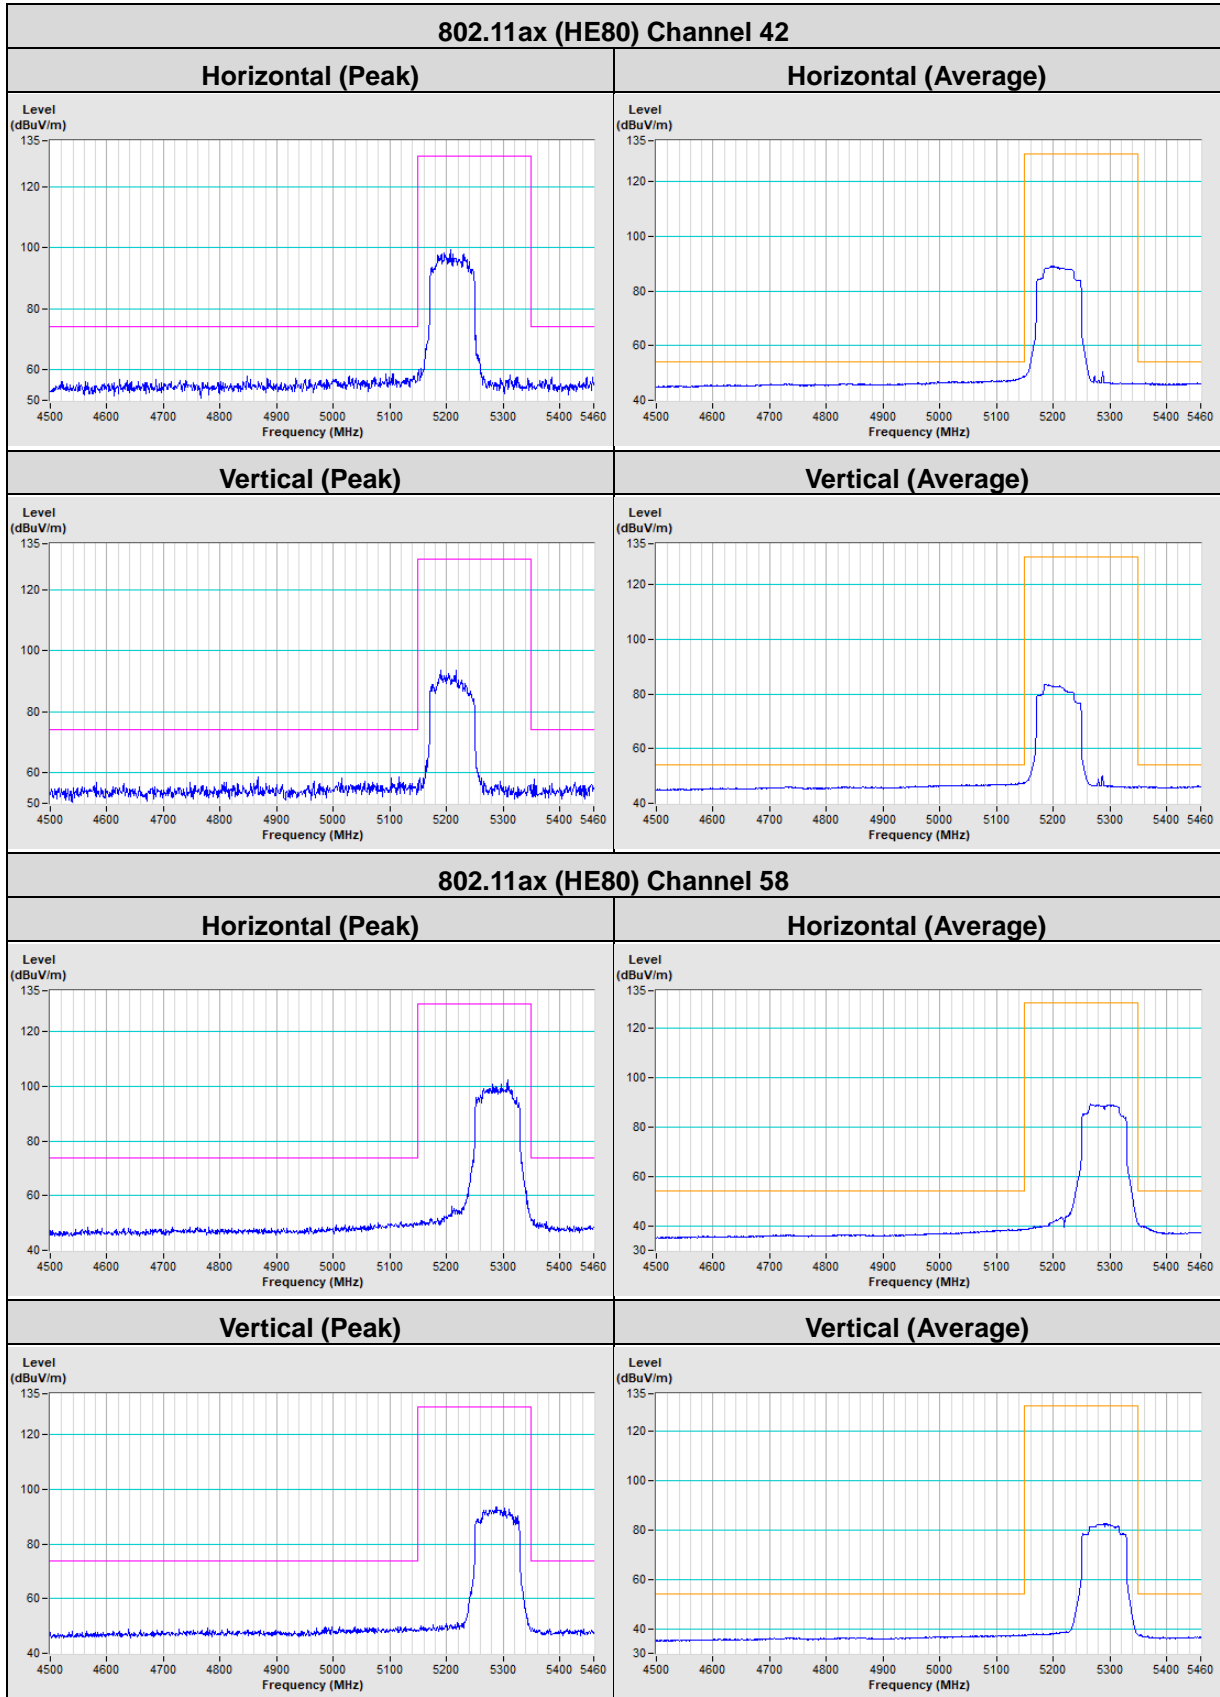 802.11ax (HE80) Channel 42
Horizontal (Peak)
Horizontal (Average)
Level
(dBuV/m)
135
120
100
80
60
50
4500 4600 4700 4800 4900 5000 5100 5200 5300 5400 5460
Frequency (MHz)
Level
(dBuV/m)
135
120
100
80
60
40
4500 4600 4700 4800 4900 5000 5100 5200 5300 5400 5460
Frequency (MHz)
Vertical (Peak)
Vertical (Average)
Level
(dBuV/m)
135
120
100
80
60
50
4500 4600 4700 4800 4900 5000 5100 5200 5300 5400 5460
Frequency (MHz)
Level
(dBuV/m)
135
120
100
80
60
40
4500 4600 4700 4800 4900 5000 5100 5200 5300 5400 5460
Frequency (MHz)
802.11ax (HE80) Channel 58
Horizontal (Peak)
Horizontal (Average)
Level
(dBuV/m)
135
120
100
80
60
40
4500 4600 4700 4800 4900 5000 5100 5200 5300 5400 5460
Frequency (MHz)
Level
(dBuV/m)
135
120
100
80
60
40
30
4500 4600 4700 4800 4900 5000 5100 5200 5300 5400 5460
Frequency (MHz)
Vertical (Peak)
Vertical (Average)
Level
(dBuV/m)
135
120
100
80
60
40
4500 4600 4700 4800 4900 5000 5100 5200 5300 5400 5460
Frequency (MHz)
Level
(dBuV/m)
135
120
100
80
60
40
30
4500 4600 4700 4800 4900 5000 5100 5200 5300 5400 5460
Frequency (MHz)